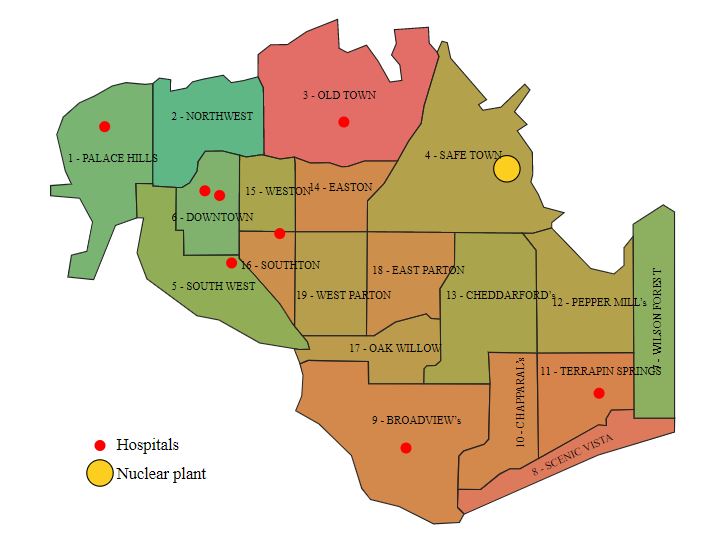 3 - OLD TOWN
2 - NORTHWEST
1 - PALACE HILLS
4 - SAFE TOWN
15 - WESTON
14 - EASTON
6 - DOWNTOWN
16 - SOUTHTON
18 - EAST PARTON
5 - SOUTH WEST
19 - WEST PARTON
13 - CHEDDARFORD's
12 - PEPPER MILL's
WILSON FOREST
17 - OAK WILLOW
11 - TERRAPIN SPRINGS
10 - CHAPPARAL's
9 - BROADVIEW's
8 - SCENIC VISTA
Hospitals
Nuclear plant